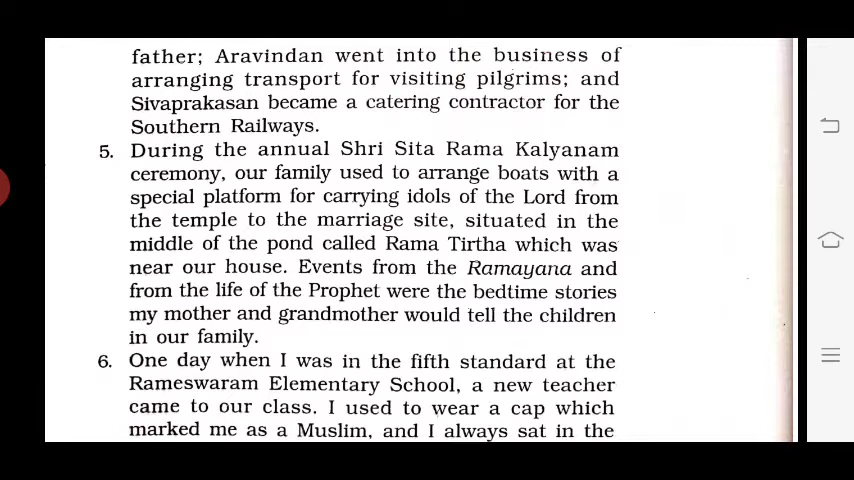 father; Aravindan went into the business of
arranging transport for visiting pilgrims; and
Sivaprakasan became a catering contractor for the
Southern Railways.
5. During the annual Shri Sita Rama Kalyanam
ceremony, our family used to arrange boats with a
special platform for carrying idols of the Lord from
the temple to the marriage site, situated in the
middle of the pond called Rama Tirtha which was
near our house. Events from the Ramayana and
from the life of the Prophet were the bedtime stories
my mother and grandmother would tell the children
in our family.
6. One day when I was in the fifth standard at the
Rameswaram Elementary School, a new teacher
came to our class. I used to wear a cap which
marked me as a Muslim, and I always sat in the